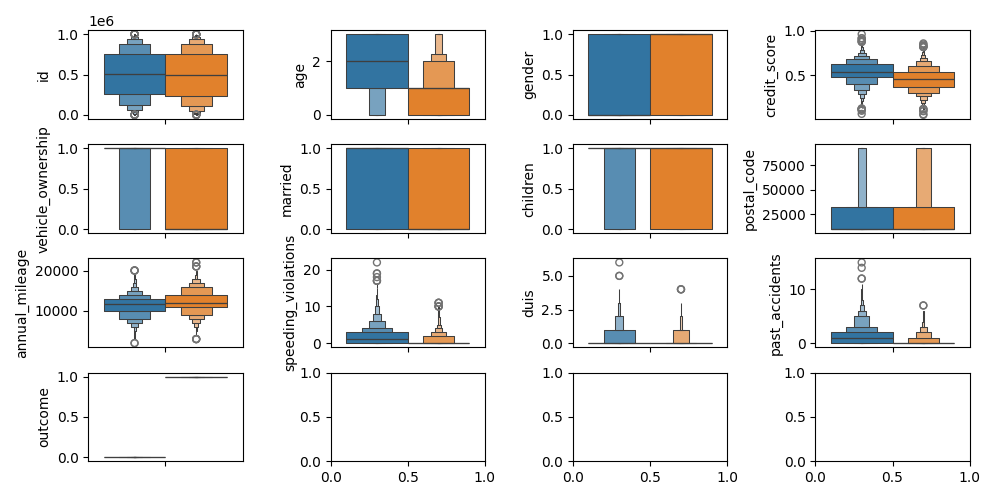 1e6
id
1.0
0.5
0.0
age
2
0
gender
1.0
0.5
0.0
credit_score
1.0
0.5
vehicle_ownership
1.0
0.5
0.0
married
1.0
0.5
0.0
children
1.0
0.5
0.0
postal_code
75000
50000
25000
annual_mileage
20000
10000
speeding_violations
20
10
0
duis
5.0
2.5
0.0
past_accidents
10
0
outcome
1.0
0.5
0.0
1.0
0.5
0.0
0.0 0.5 1.0
1.0
0.5
0.0
0.0 0.5 1.0
1.0
0.5
0.0
0.0 0.5 1.0